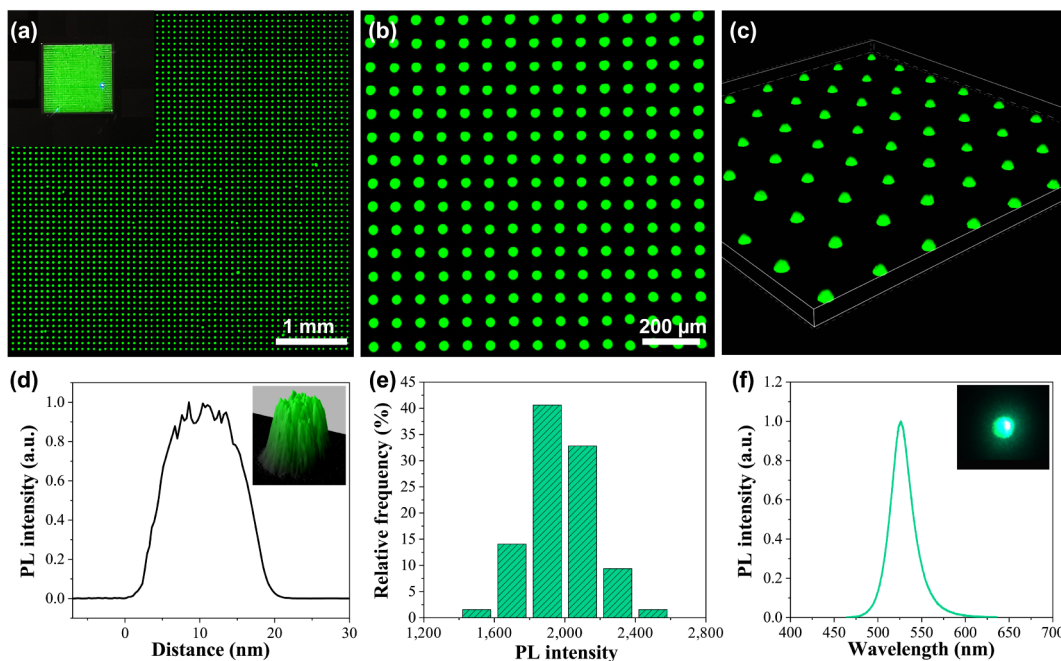 (a)
1 mm
(b)
200 µm
(c)
(d)
PL intensity (a.u.)
1.0
0.8
0.6
0.4
0.2
0.0
0 10 20 30
Distance (nm)
(e)
Relative frequency (%)
45
40
35
30
25
20
15
10
5
0
1,200 1,600 2,000 2,400 2,800
PL intensity
(f)
PL intensity (a.u.)
1.2
1.0
0.8
0.6
0.4
0.2
0.0
400 450 500 550 600 650 700
Wavelength (nm)